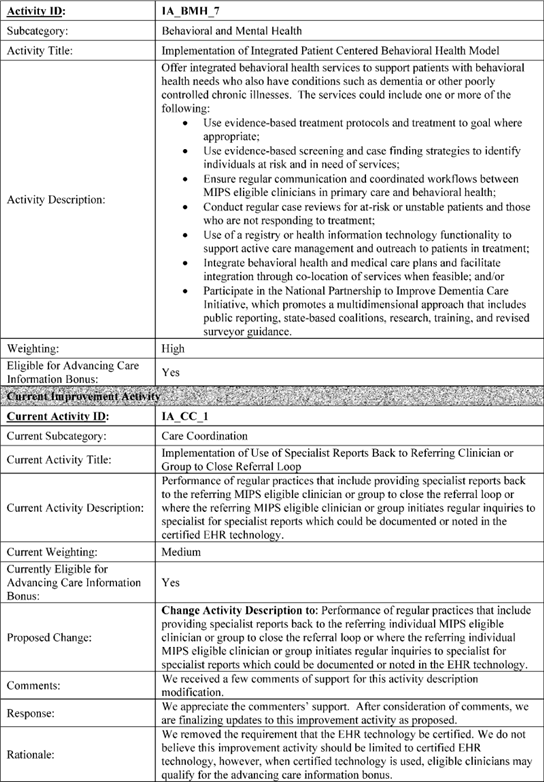 Activity ID: IA_BMH_7
Subcategory: Behavioral and Mental Health
Activity Title: Implementation of Integrated Patient Centered Behavioral Health Model
Activity Description:
Offer integrated behavioral health services to support patients with behavioral
health needs who also have conditions such as dementia or other poorly
controlled chronic illnesses. The services could include one or more of the
following:
• Use evidence-based treatment protocols and treatment to goal where
appropriate;
• Use evidence-based screening and case finding strategies to identify
individuals at risk and in need of services;
• Ensure regular communication and coordinated workflows between
MIPS eligible clinicians in primary care and behavioral health;
• Conduct regular case reviews for at-risk or unstable patients and those
who are not responding to treatment;
• Use of a registry or health information technology functionality to
support active care management and outreach to patients in treatment;
• Integrate behavioral health and medical care plans and facilitate
integration through co-location of services when feasible; and/or
• Participate in the National Partnership to Improve Dementia Care
Initiative, which promotes a multidimensional approach that includes
public reporting, state-based coalitions, research, training, and revised
surveyor guidance.
Weighting: High
Eligible for Advancing Care
Information Bonus:
Yes
Current Improvement Activity
Current Activity ID: IA_CC_1
Current Subcategory: Care Coordination
Current Activity Title:
Implementation of Use of Specialist Reports Back to Referring Clinician or
Group to Close Referral Loop
Current Activity Description:
Performance of regular practices that include providing specialist reports back
to the referring MIPS eligible clinician or group to close the referral loop or
where the referring MIPS eligible clinician or group initiates regular inquiries to
specialist for specialist reports which could be documented or noted in the
certified EHR technology.
Current Weighting: Medium
Currently Eligible for
Advancing Care Information
Bonus:
Yes
Proposed Change:
Change Activity Description to: Performance of regular practices that include
providing specialist reports back to the referring individual MIPS eligible
clinician or group to close the referral loop or where the referring individual
MIPS eligible clinician or group initiates regular inquiries to specialist for
specialist reports which could be documented or noted in the EHR technology.
Comments:
We received a few comments of support for this activity description
modification.
Response:
We appreciate the commenters' support. After consideration of comments, we
are finalizing updates to this improvement activity as proposed.
Rationale:
We removed the requirement that the EHR technology be certified. We do not
believe this improvement activity should be limited to certified EHR
technology, however, when certified technology is used, eligible clinicians may
qualify for the advancing care information bonus.